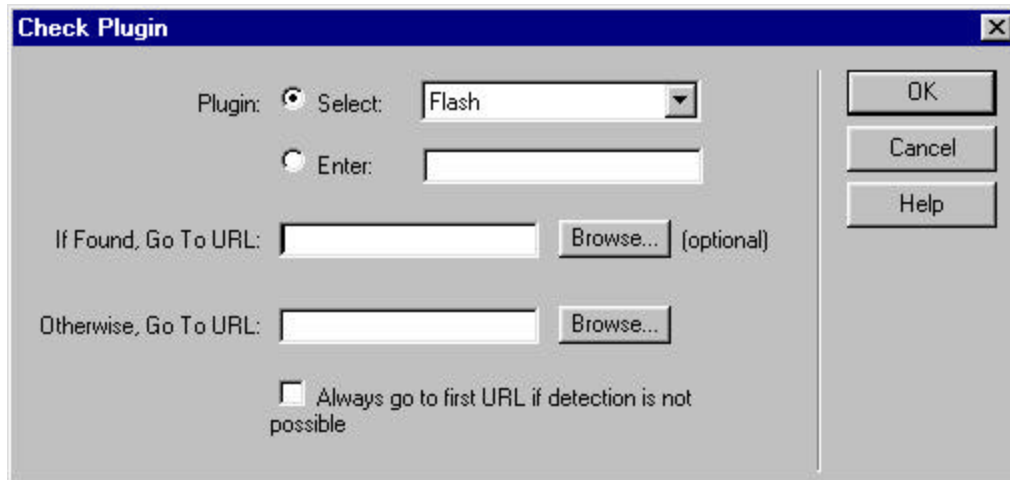 Check Plugin
Plugin: Select: Flash
Enter:
If Found, Go To URL: Browse... (optional)
Otherwise, Go To URL: Browse...
Always go to first URL if detection is not
possible
OK
Cancel
Help